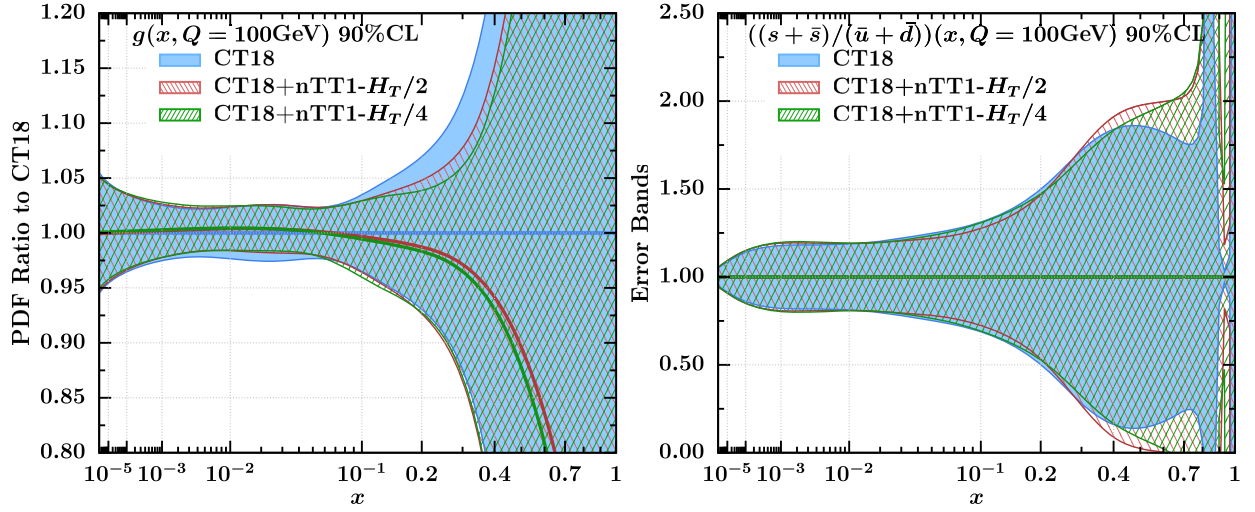 g(x, Q = 100GeV) 90%CL
CT18
CT18+nTT1-H_T/2
CT18+nTT1-H_T/4
PDF Ratio to CT18
1.20
1.15
1.10
1.05
1.00
0.95
0.90
0.85
0.80
10^{-5} 10^{-3} 10^{-2} 10^{-1} 0.2 0.4 0.7 1
x
((s + s̄)/(ū + d̄))(x, Q = 100GeV) 90%CL
CT18
CT18+nTT1-H_T/2
CT18+nTT1-H_T/4
Error Bands
2.50
2.00
1.50
1.00
0.50
0.00
10^{-5} 10^{-3} 10^{-2} 10^{-1} 0.2 0.4 0.7 1
x